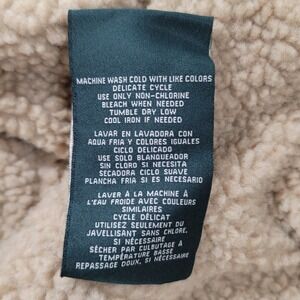 MACHINE WASH COLD WITH LIKE COLORS
DELICATE CYCLE
USE ONLY NON-CHLORINE
BLEACH WHEN NEEDED
TUMBLE DRY LOW
COOL IRON IF NEEDED
LAVAR EN LAVADORA CON
AQUA FRIA Y COLORES IGUALES
CICLO DELICADO
USE SOLO BLANQUEADOR
SIN CLORO SI NECESITA
SECADORA CICLO SUAVE
PLANCHA FRIA SI ES NECESARIO
LAVER À LA MACHINE À
L'EAU FROIDE AVEC COULEURS
SIMILAIRES
CYCLE DÉLICAT
UTILISEZ SEULEMENT DU
JAVELLISANT SANS CHLORE,
SI NÉCESSAIRE
SÉCHER PAR CULBUTAGE À
TEMPÉRATURE BASSE
REPASSAGE DOUX, SI NÉCESSAIRE